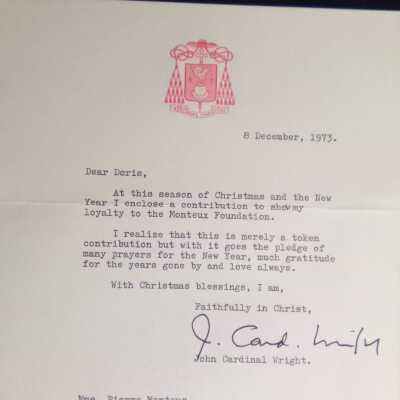 8 December, 1973.
Dear Doris,
At this season of Christmas and the New
Year I enclose a contribution to show my
loyalty to the Monteux Foundation.
I realize that this is merely a token
contribution but with it goes the pledge of
many prayers for the New Year, much gratitude
for the years gone by and love always.
With Christmas blessings, I am,
Faithfully in Christ,
J. Card. Wright
John Cardinal Wright.
Mme. Pierre Monteux